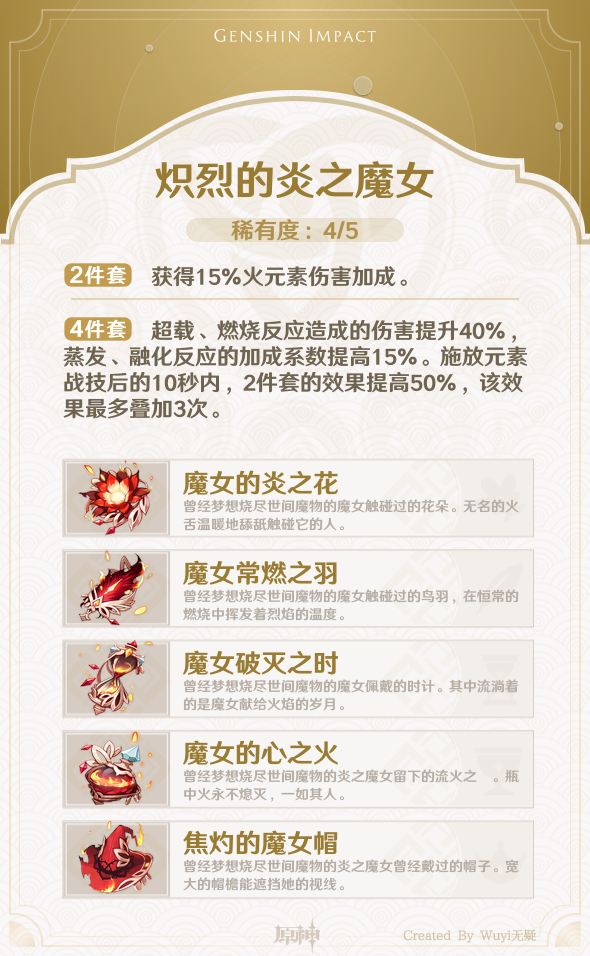 GENSHIN IMPACT
炽烈的炎之魔女
稀有度：4/5
2件套 获得15%火元素伤害加成。
4件套 超载、燃烧反应造成的伤害提升40%，
蒸发、融化反应的加成系数提高15%。施放元素
战技后的10秒内，2件套的效果提高50%，该效
果最多叠加3次。
魔女的炎之花
曾经梦想烧尽世间魔物的魔女触碰过的花朵。无名的火
舌温暖地舔舐触碰它的人。
魔女常燃之羽
曾经梦想烧尽世间魔物的魔女触碰过的鸟羽，在恒常的
燃烧中挥发着烈焰的温度。
魔女破灭之时
曾经梦想烧尽世间魔物的魔女佩戴的时计。其中流淌着
的是魔女献给火焰的岁月。
魔女的心之火
曾经梦想烧尽世间魔物的炎之魔女留下的流火之 。瓶
中火永不熄灭，一如其人。
焦灼的魔女帽
曾经梦想烧尽世间魔物的炎之魔女曾经戴过的帽子。宽
大的帽檐能遮挡她的视线。
原神
Created By Wuyi无疑